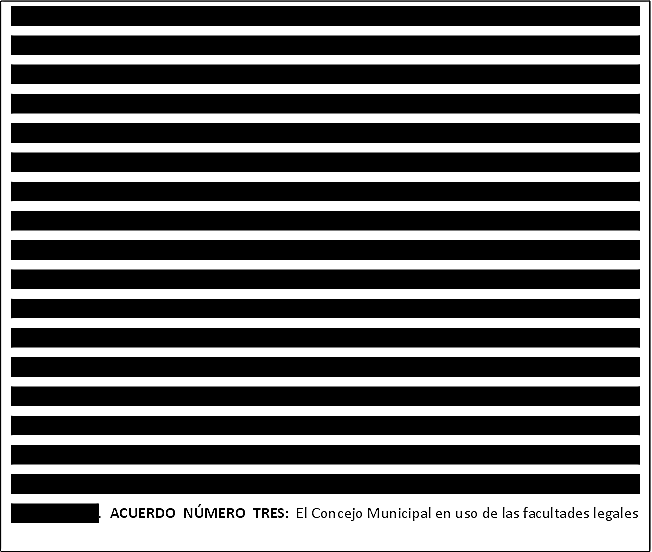 . ACUERDO NÚMERO TRES: El Concejo Municipal en uso de las facultades legales